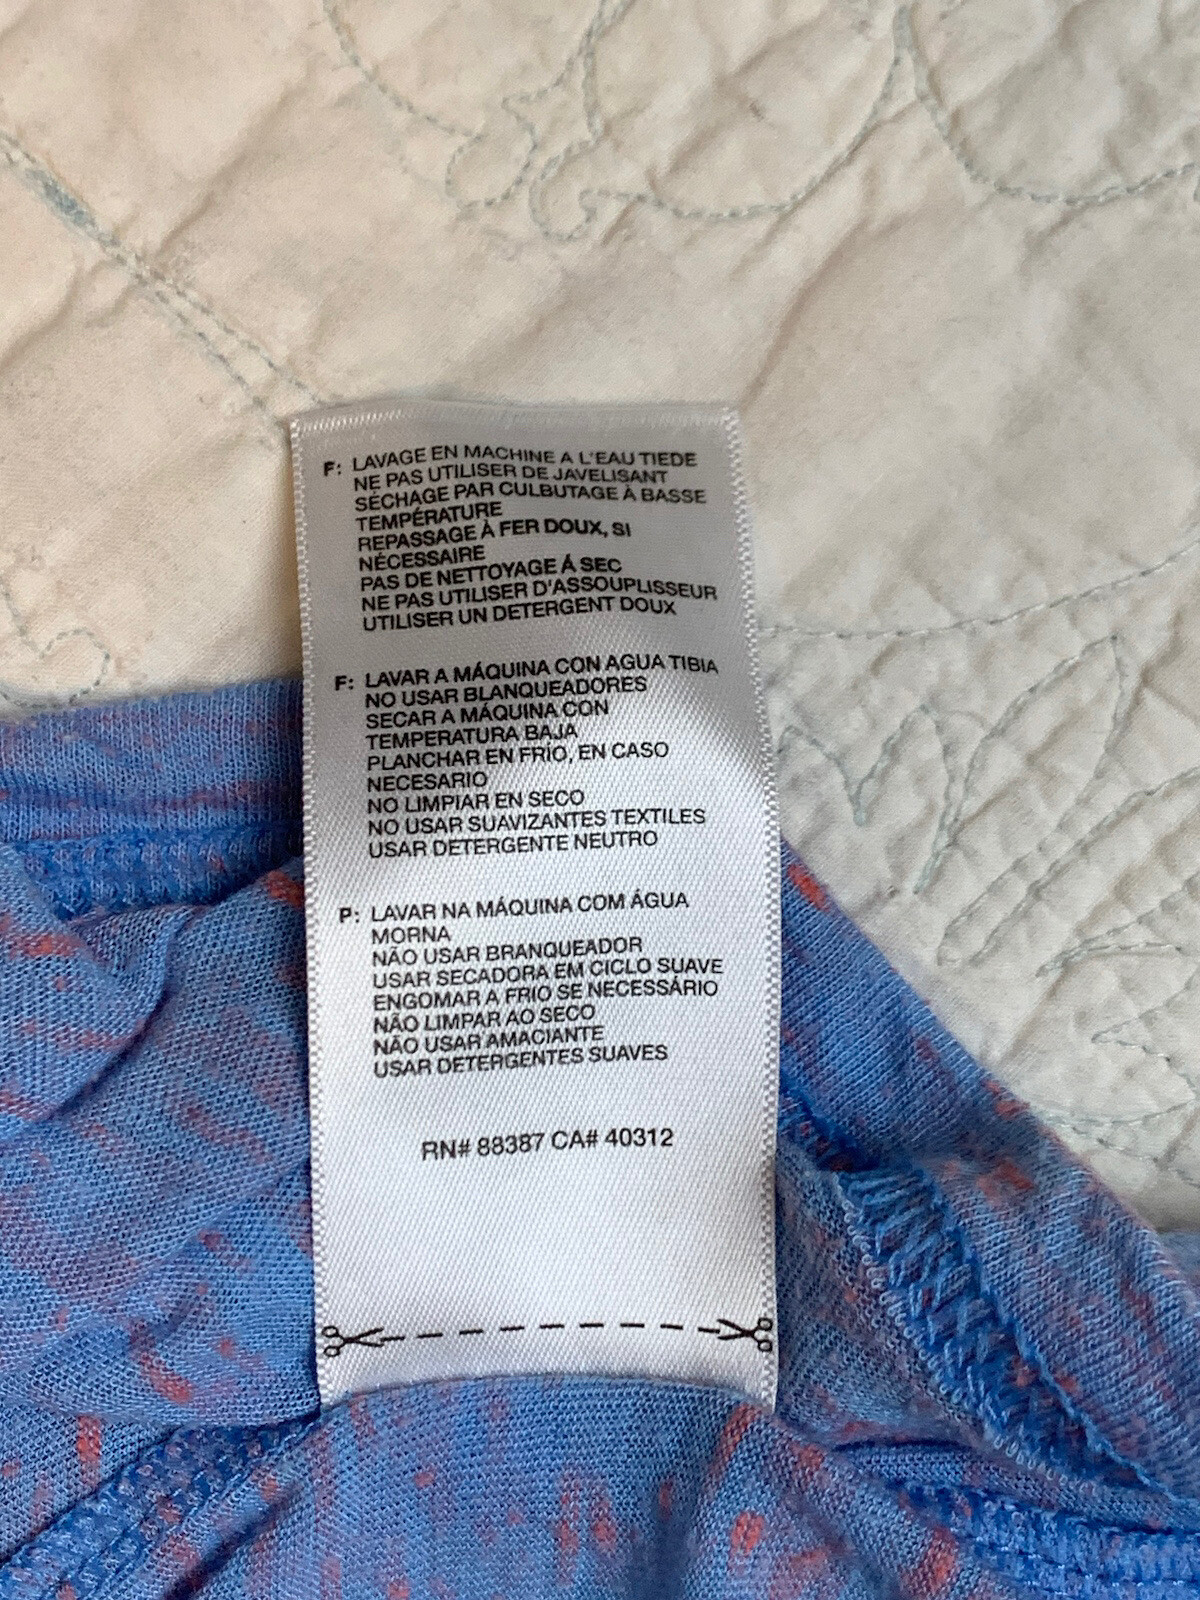 F: LAVAGE EN MACHINE A L'EAU TIEDE
NE PAS UTILISER DE JAVELISANT
SÉCHAGE PAR CULBUTAGE À BASSE
TEMPÉRATURE
REPASSAGE À FER DOUX, SI
NÉCESSAIRE
PAS DE NETTOYAGE Á SEC
NE PAS UTILISER D'ASSOUPLISSEUR
UTILISER UN DETERGENT DOUX
F: LAVAR A MÁQUINA CON AGUA TIBIA
NO USAR BLANQUEADORES
SECAR A MÁQUINA CON
TEMPERATURA BAJA
PLANCHAR EN FRÍO, EN CASO
NECESARIO
NO LIMPIAR EN SECO
NO USAR SUAVIZANTES TEXTILES
USAR DETERGENTE NEUTRO
P: LAVAR NA MÁQUINA COM ÁGUA
MORNA
NÃO USAR BRANQUEADOR
USAR SECADORA EM CICLO SUAVE
ENGOMAR A FRIO SE NECESSÁRIO
NÃO LIMPAR AO SECO
NÃO USAR AMACIANTE
USAR DETERGENTES SUAVES
RN# 88387 CA# 40312